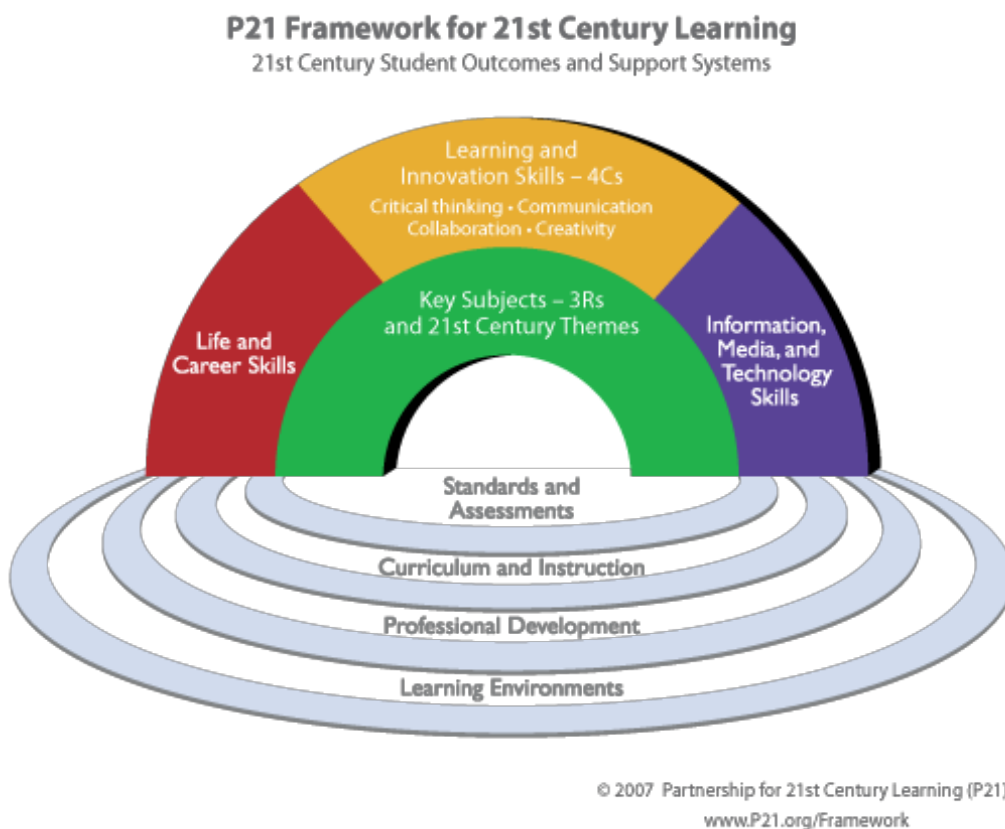 P21 Framework for 21st Century Learning
21st Century Student Outcomes and Support Systems
Learning and
Innovation Skills – 4Cs
Critical thinking • Communication
Collaboration • Creativity
Key Subjects – 3Rs
and 21st Century Themes
Life and
Career Skills
Information,
Media, and
Technology
Skills
Standards and
Assessments
Curriculum and Instruction
Professional Development
Learning Environments
© 2007 Partnership for 21st Century Learning (P21)
www.P21.org/Framework